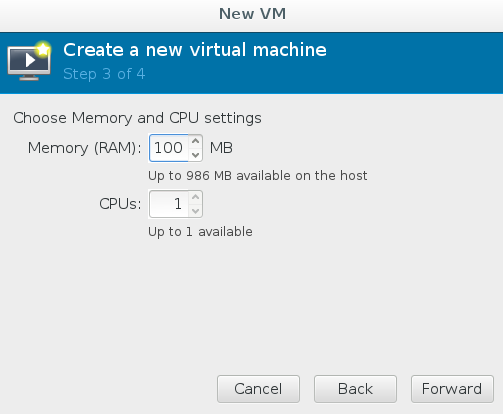 New VM
Create a new virtual machine
Step 3 of 4
Choose Memory and CPU settings
Memory (RAM): 100 MB
Up to 986 MB available on the host
CPUs: 1
Up to 1 available
Cancel Back Forward